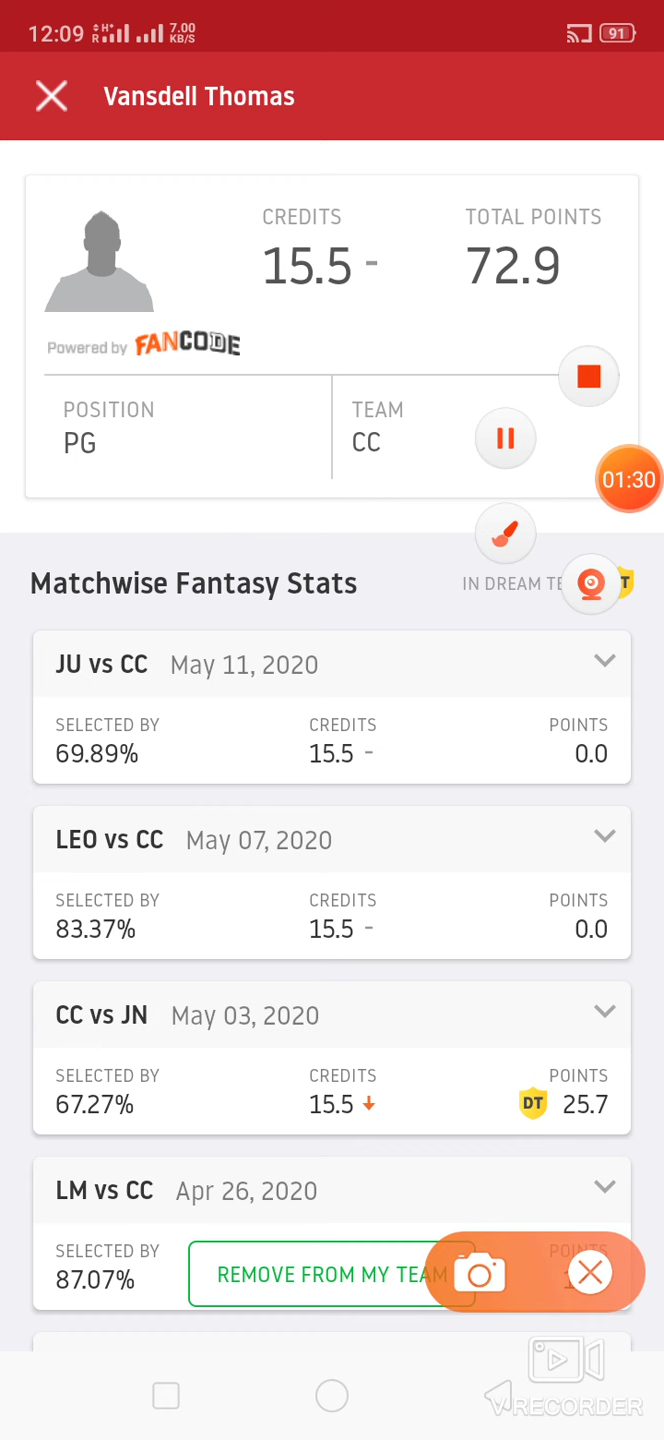 12:09 R H+ 7.00 KB/S 91
Vansdell Thomas
CREDITS TOTAL POINTS
15.5 - 72.9
Powered by FANCODE
POSITION TEAM
PG CC
01:30
Matchwise Fantasy Stats IN DREAM TE T
JU vs CC May 11, 2020
SELECTED BY CREDITS POINTS
69.89% 15.5 - 0.0
LEO vs CC May 07, 2020
SELECTED BY CREDITS POINTS
83.37% 15.5 - 0.0
CC vs JN May 03, 2020
SELECTED BY CREDITS POINTS
67.27% 15.5 DT 25.7
LM vs CC Apr 26, 2020
SELECTED BY POINTS
87.07% REMOVE FROM MY TEAM
VRECORDER